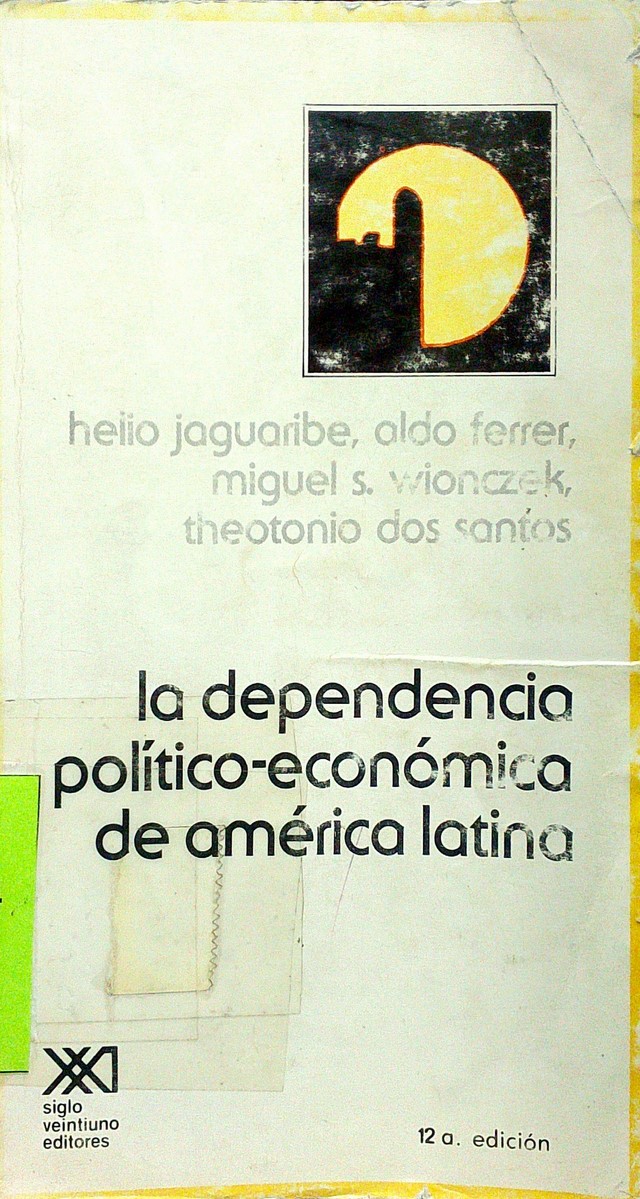 helio jaguaribe, aldo ferrer,
miguel s. wionczek,
theotonio dos santos
la dependencia
político-económica
de américa latina
XXI
siglo
veintiuno
editores
12 a. edición